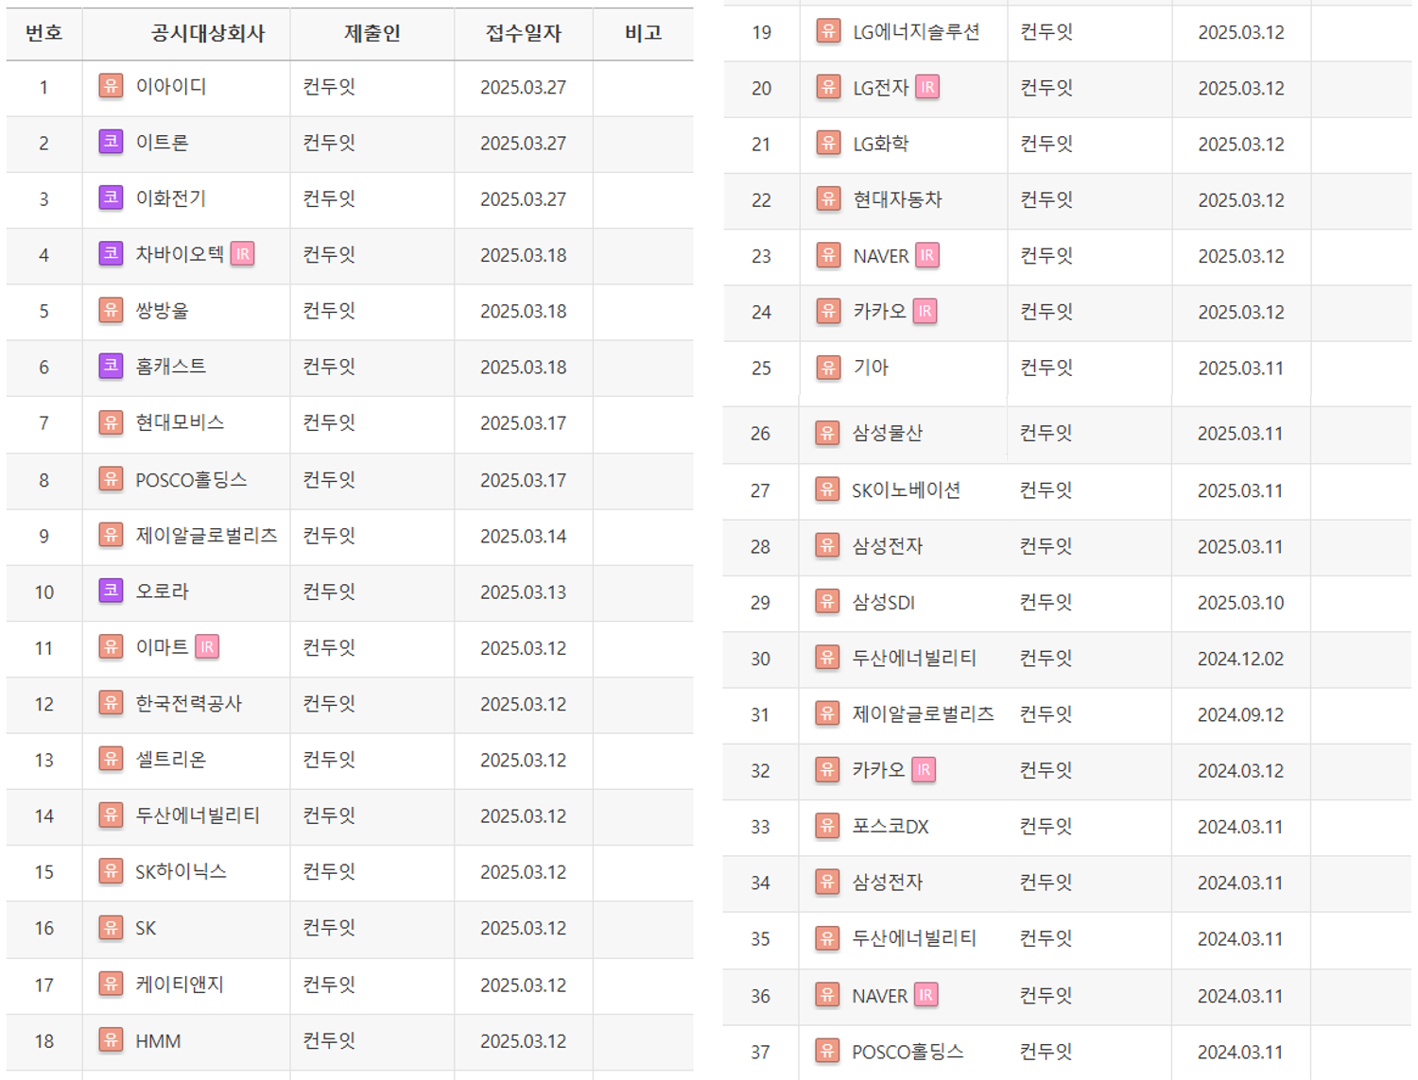 번호 공시대상회사 제출인 접수일자 비고
1 유 이아이디 컨두잇 2025.03.27
2 코 이트론 컨두잇 2025.03.27
3 코 이화전기 컨두잇 2025.03.27
4 코 차바이오텍 IR 컨두잇 2025.03.18
5 유 쌍방울 컨두잇 2025.03.18
6 코 홈캐스트 컨두잇 2025.03.18
7 유 현대모비스 컨두잇 2025.03.17
8 유 POSCO홀딩스 컨두잇 2025.03.17
9 유 제이알글로벌리츠 컨두잇 2025.03.14
10 코 오로라 컨두잇 2025.03.13
11 유 이마트 IR 컨두잇 2025.03.12
12 유 한국전력공사 컨두잇 2025.03.12
13 유 셀트리온 컨두잇 2025.03.12
14 유 두산에너빌리티 컨두잇 2025.03.12
15 유 SK하이닉스 컨두잇 2025.03.12
16 유 SK 컨두잇 2025.03.12
17 유 케이티앤지 컨두잇 2025.03.12
18 유 HMM 컨두잇 2025.03.12
19 유 LG에너지솔루션 컨두잇 2025.03.12
20 유 LG전자 IR 컨두잇 2025.03.12
21 유 LG화학 컨두잇 2025.03.12
22 유 현대자동차 컨두잇 2025.03.12
23 유 NAVER IR 컨두잇 2025.03.12
24 유 카카오 IR 컨두잇 2025.03.12
25 유 기아 컨두잇 2025.03.11
26 유 삼성물산 컨두잇 2025.03.11
27 유 SK이노베이션 컨두잇 2025.03.11
28 유 삼성전자 컨두잇 2025.03.11
29 유 삼성SDI 컨두잇 2025.03.10
30 유 두산에너빌리티 컨두잇 2024.12.02
31 유 제이알글로벌리츠 컨두잇 2024.09.12
32 유 카카오 IR 컨두잇 2024.03.12
33 유 포스코DX 컨두잇 2024.03.11
34 유 삼성전자 컨두잇 2024.03.11
35 유 두산에너빌리티 컨두잇 2024.03.11
36 유 NAVER IR 컨두잇 2024.03.11
37 유 POSCO홀딩스 컨두잇 2024.03.11